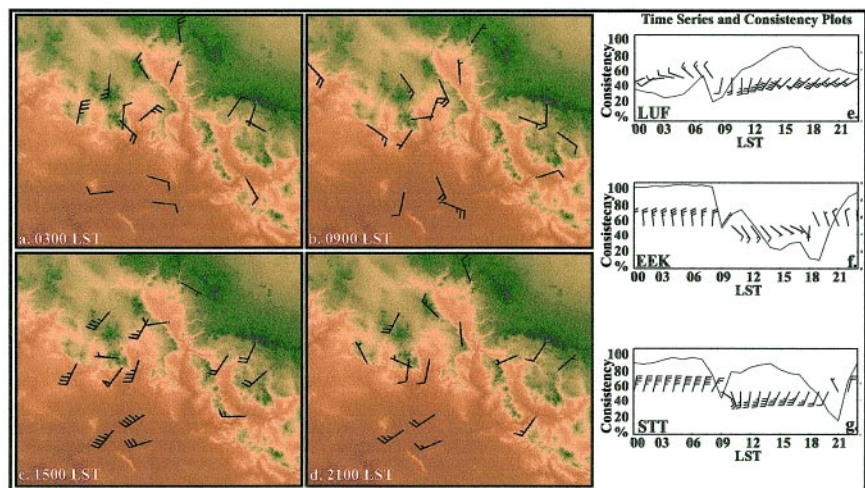 Time Series and Consistency Plots
a. 0300 LST
b. 0900 LST
c. 1500 LST
d. 2100 LST
Consistency
100
80
60
40
20
%
LUF
e.
00 03 06 09 12 15 18 21
LST
Consistecny
100
80
60
40
20
%
EEK
f.
00 03 06 09 12 15 18 21
LST
Consistency
100
80
60
40
20
%
STT
g.
00 03 06 09 12 15 18 21
LST